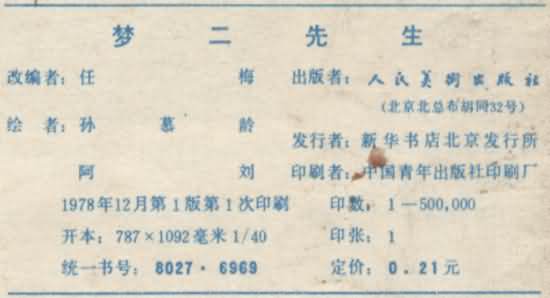 梦二先生
改编者：任梅 出版者：人民美术出版社
（北京北总布胡同32号）
绘者：孙慕龄 发行者：新华书店北京发行所
阿刘 印刷者：中国青年出版社印刷厂
1978年12月第1版第1次印刷 印数：1—500,000
开本：787×1092毫米1/40 印张：1
统一书号：8027·6969 定价：0.21元